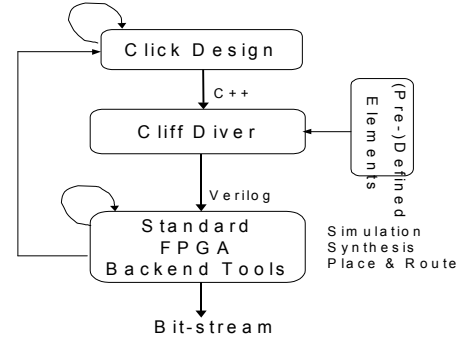 Click Design
C++
Cliff Diver
(Pre-)Defined
Elements
Verilog
Standard
FPGA
Backend Tools
Simulation
Synthesis
Place & Route
Bit-stream